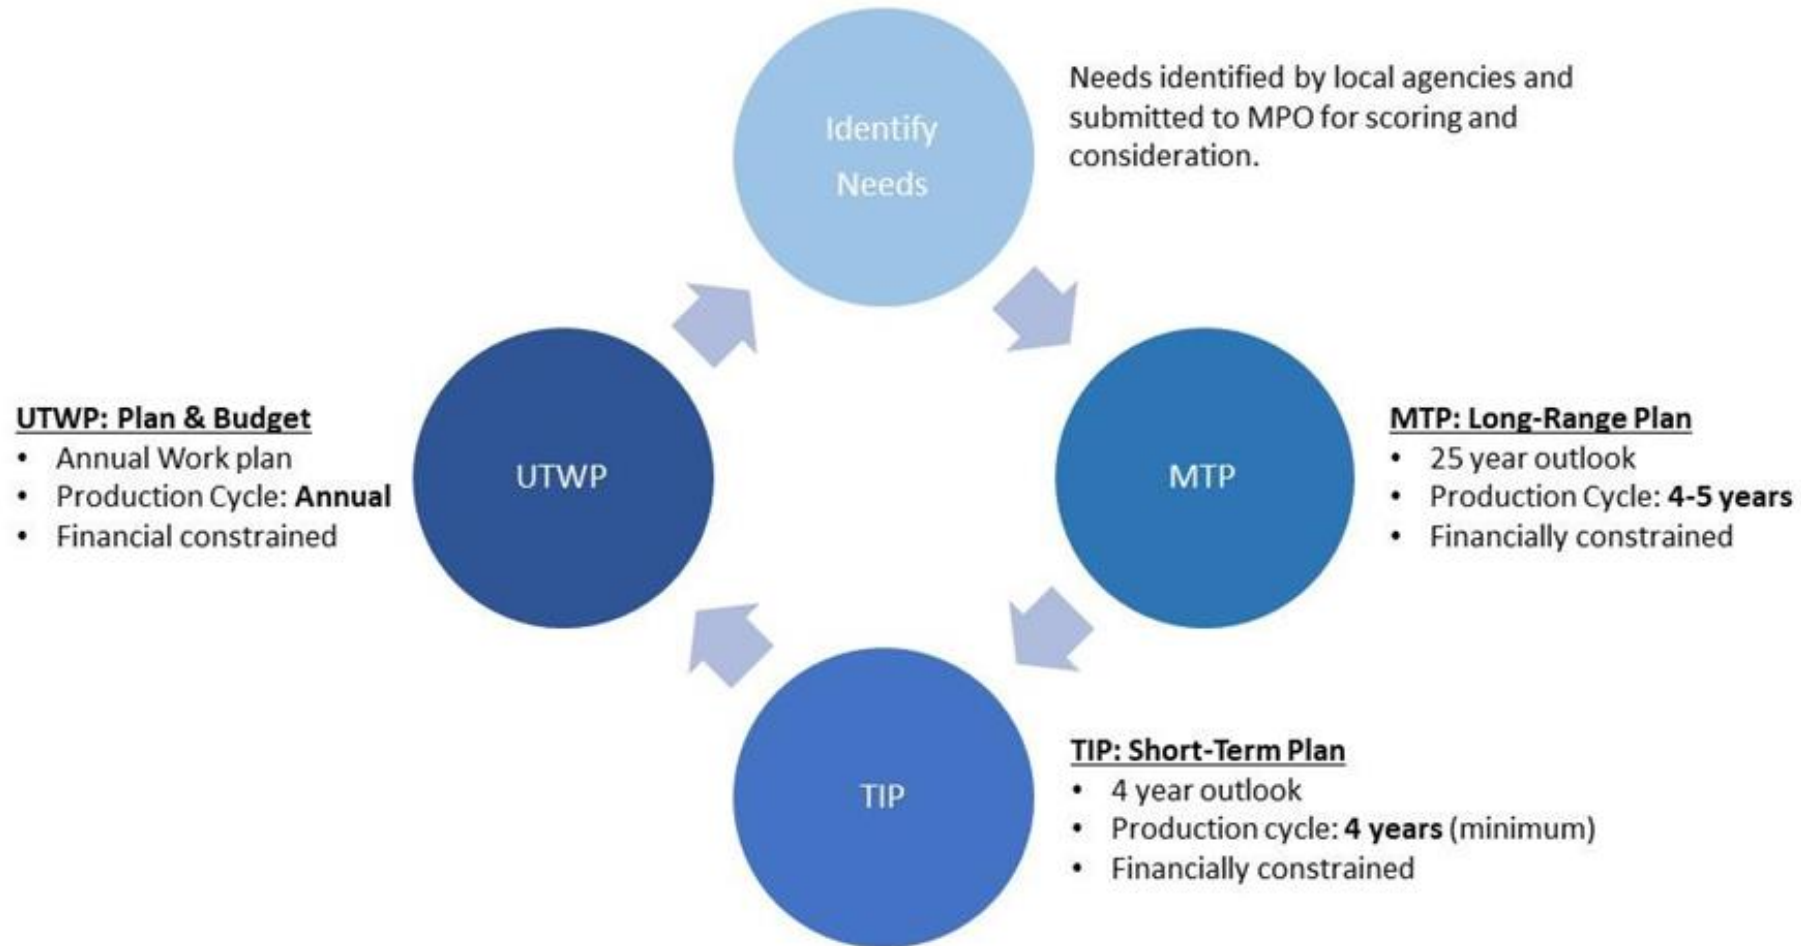 Identify
Needs
Needs identified by local agencies and
submitted to MPO for scoring and
consideration.
MTP
MTP: Long-Range Plan
• 25 year outlook
• Production Cycle: 4-5 years
• Financially constrained
TIP
TIP: Short-Term Plan
• 4 year outlook
• Production cycle: 4 years (minimum)
• Financially constrained
UTWP
UTWP: Plan & Budget
• Annual Work plan
• Production Cycle: Annual
• Financial constrained